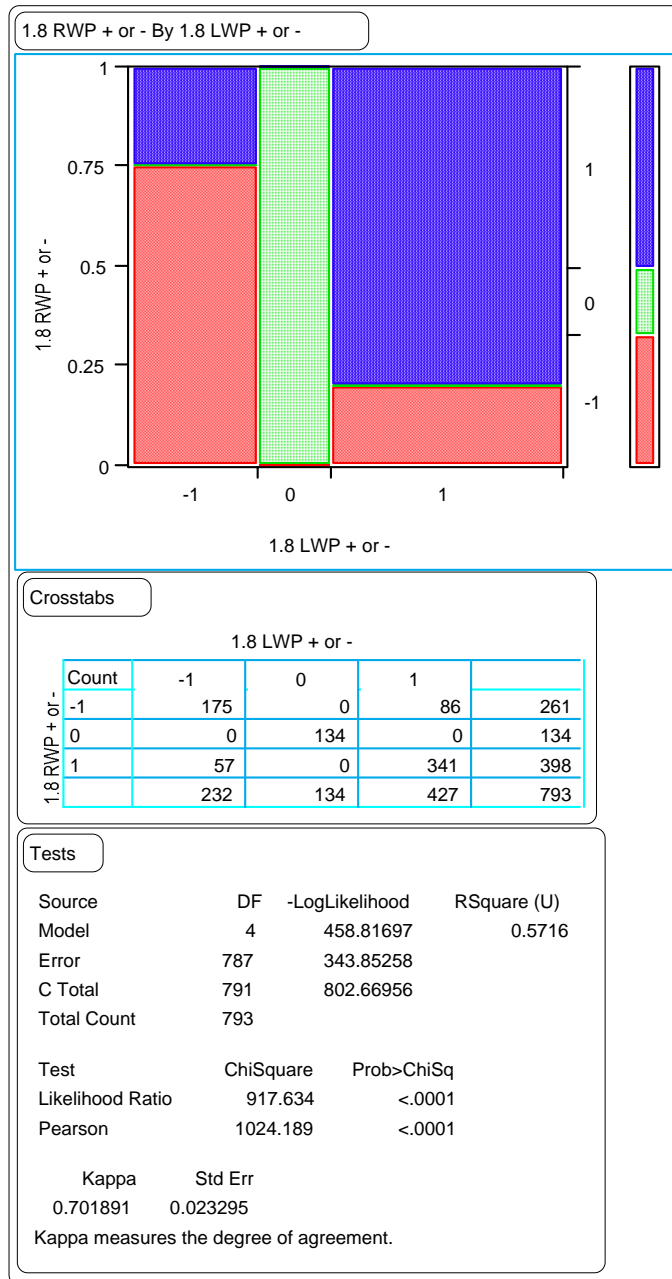 1.8 RWP + or - By 1.8 LWP + or -
1
0.75
0.5
0.25
0
1.8 RWP + or -
1
0
-1
-1 0 1
1.8 LWP + or -
Crosstabs
1.8 LWP + or -
1.8 RWP + or -
Count -1 0 1
-1 175 0 86 261
0 0 134 0 134
1 57 0 341 398
232 134 427 793
Tests
Source DF -LogLikelihood RSquare (U)
Model 4 458.81697 0.5716
Error 787 343.85258
C Total 791 802.66956
Total Count 793
Test ChiSquare Prob>ChiSq
Likelihood Ratio 917.634 <.0001
Pearson 1024.189 <.0001
Kappa Std Err
0.701891 0.023295
Kappa measures the degree of agreement.